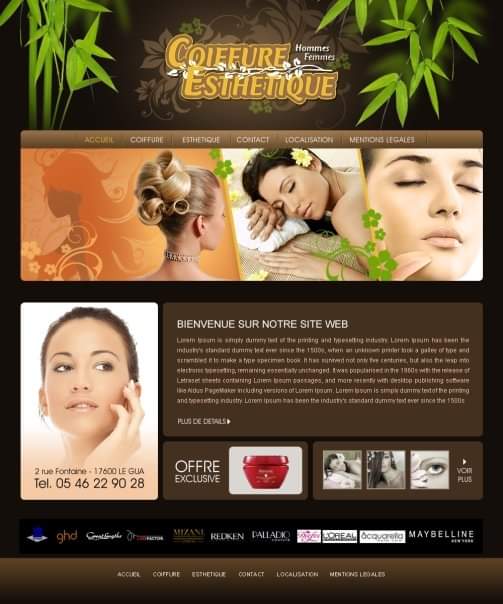 COIFFURE
Hommes
Femmes
ESTHETIQUE
ACCUEIL COIFFURE ESTHETIQUE CONTACT LOCALISATION MENTIONS LEGALES
BIENVENUE SUR NOTRE SITE WEB
Lorem Ipsum is simply dummy text of the printing and typesetting industry. Lorem Ipsum has been the
industry's standard dummy text ever since the 1500s, when an unknown printer took a galley of type and
scrambled it to make a type specimen book. It has survived not only five centuries, but also the leap into
electronic typesetting, remaining essentially unchanged. It was popularised in the 1960s with the release of
Letraset sheets containing Lorem Ipsum passages, and more recently with desktop publishing software
like Aldus PageMaker including versions of Lorem Ipsum. Lorem Ipsum is simply dummy text of the printing
and typesetting industry. Lorem Ipsum has been the industry's standard dummy text ever since the 1500s
PLUS DE DETAILS
2 rue Fontaine - 17600 LE GUA
Tel. 05 46 22 90 28
OFFRE
EXCLUSIVE
VOIR
PLUS
ghd MIZANI REDKEN PALLADIO L'OREAL acquarella MAYBELLINE
NEW YORK
ACCUEIL COIFFURE ESTHETIQUE CONTACT LOCALISATION MENTIONS LEGALES